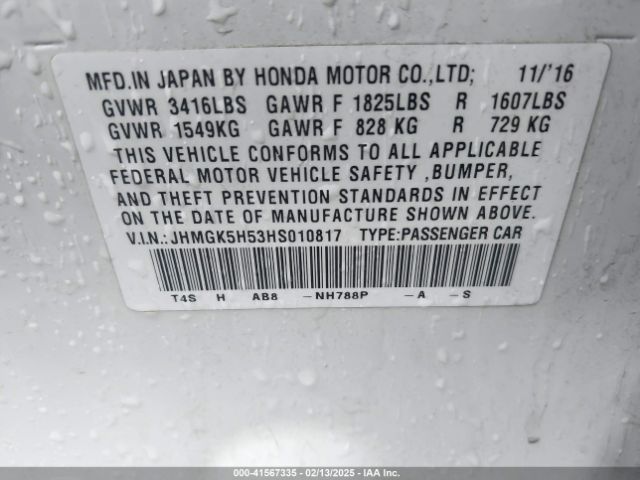 MFD.IN JAPAN BY HONDA MOTOR CO.,LTD; 11/'16
GVWR 3416LBS GAWR F 1825LBS R 1607LBS
GVWR 1549KG GAWR F 828 KG R 729 KG
THIS VEHICLE CONFORMS TO ALL APPLICABLE
FEDERAL MOTOR VEHICLE SAFETY ,BUMPER,
AND THEFT PREVENTION STANDARDS IN EFFECT
ON THE DATE OF MANUFACTURE SHOWN ABOVE.
V.I.N.:JHMGK5H53HS010817 TYPE:PASSENGER CAR
T4S H AB8 -NH788P -A -S
000-41567335 - 02/13/2025 - IAA Inc.